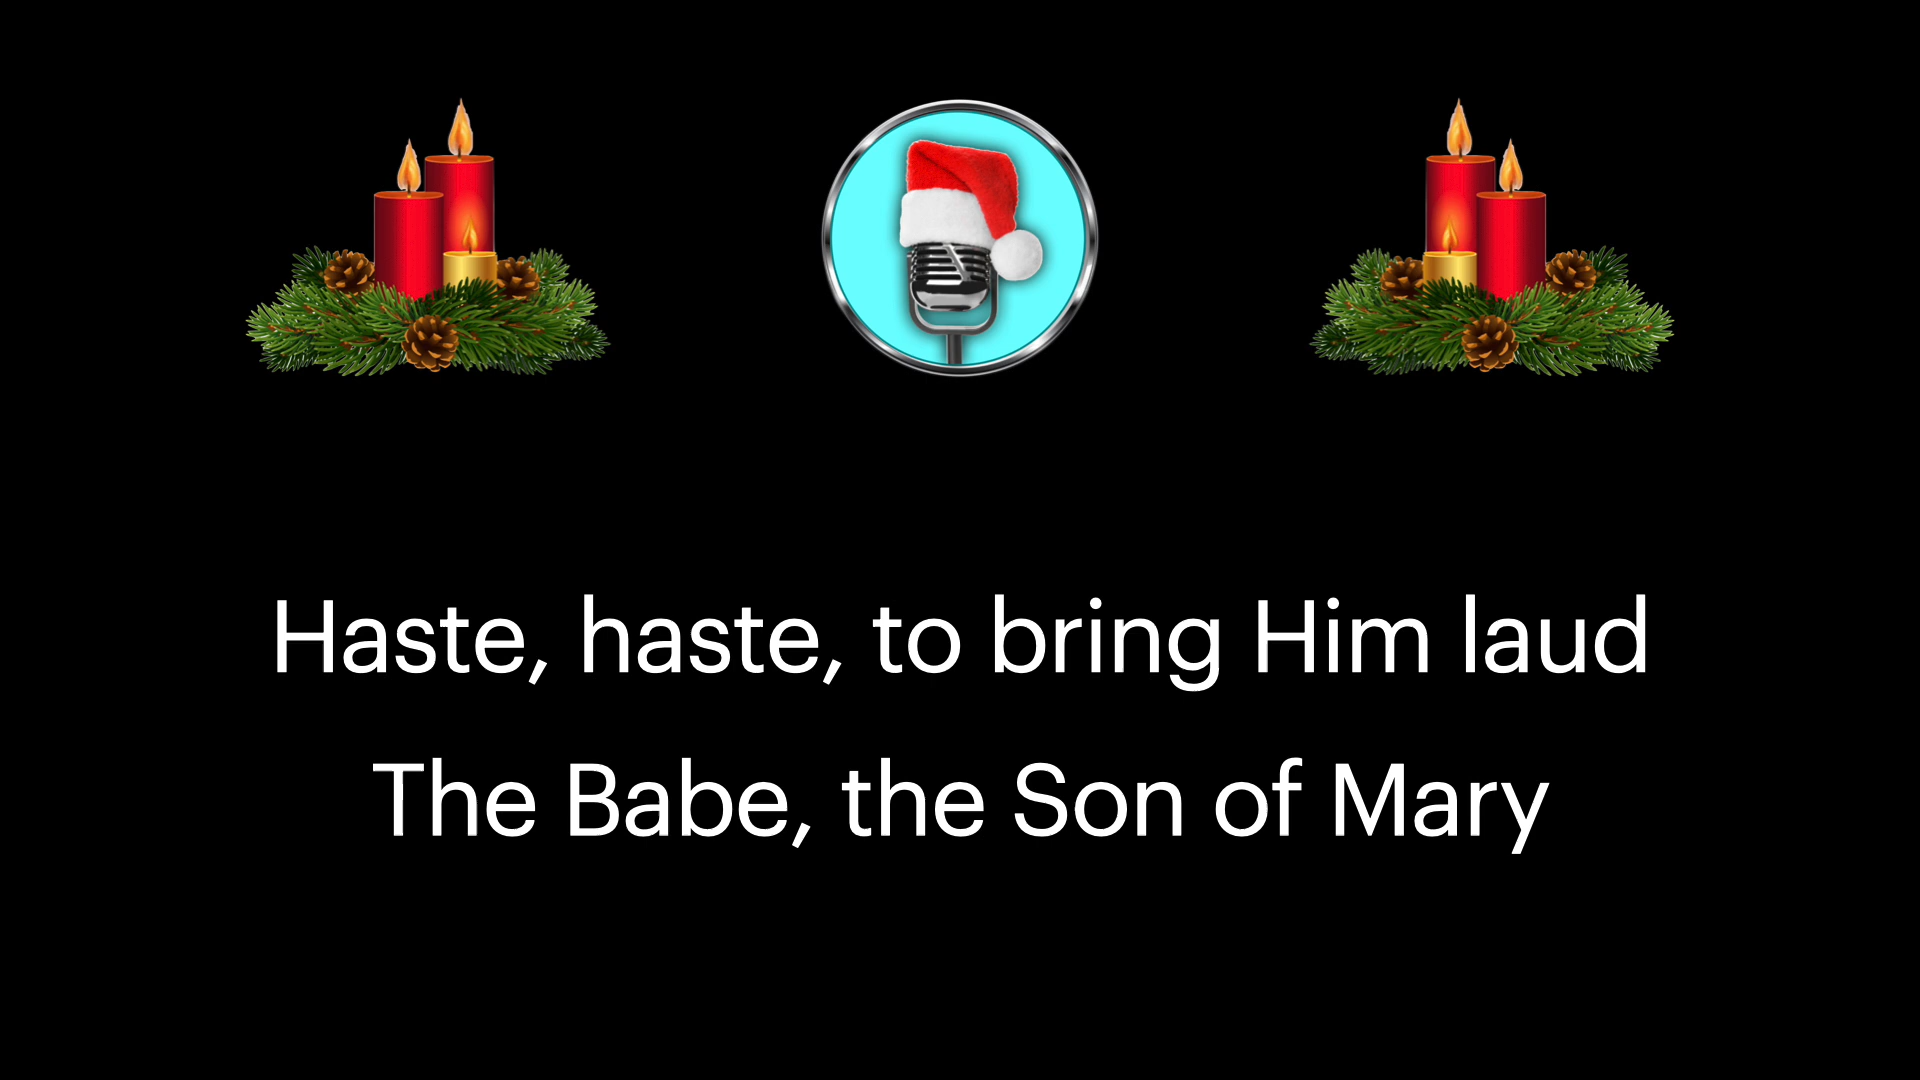 Haste, haste, to bring Him laud
The Babe, the Son of Mary